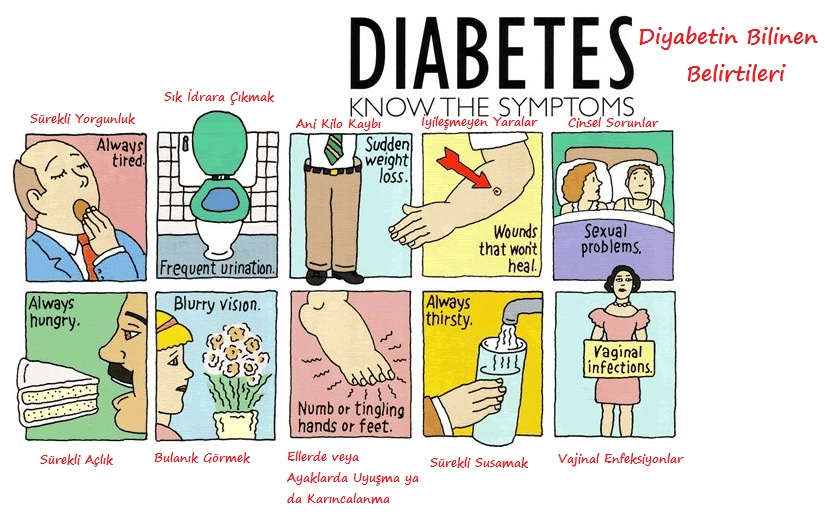 DIABETES
KNOW THE SYMPTOMS
Diyabetin Bilinen
Belirtileri
Sürekli Yorgunluk
Always
tired.
Sık İdrara Çıkmak
Frequent urination.
Ani Kilo Kaybı
Sudden
weight
loss.
İyileşmeyen Yaralar
Wounds
that won't
heal.
Cinsel Sorunlar
Sexual
problems.
Always
hungry.
Sürekli Açlık
Blurry vision.
Bulanık Görmek
Numb or tingling
hands or feet.
Ellerde veya
Ayaklarda Uyuşma ya
da Karıncalanma
Always
thirsty.
Sürekli Susamak
Vaginal
infections.
Vajinal Enfeksiyonlar